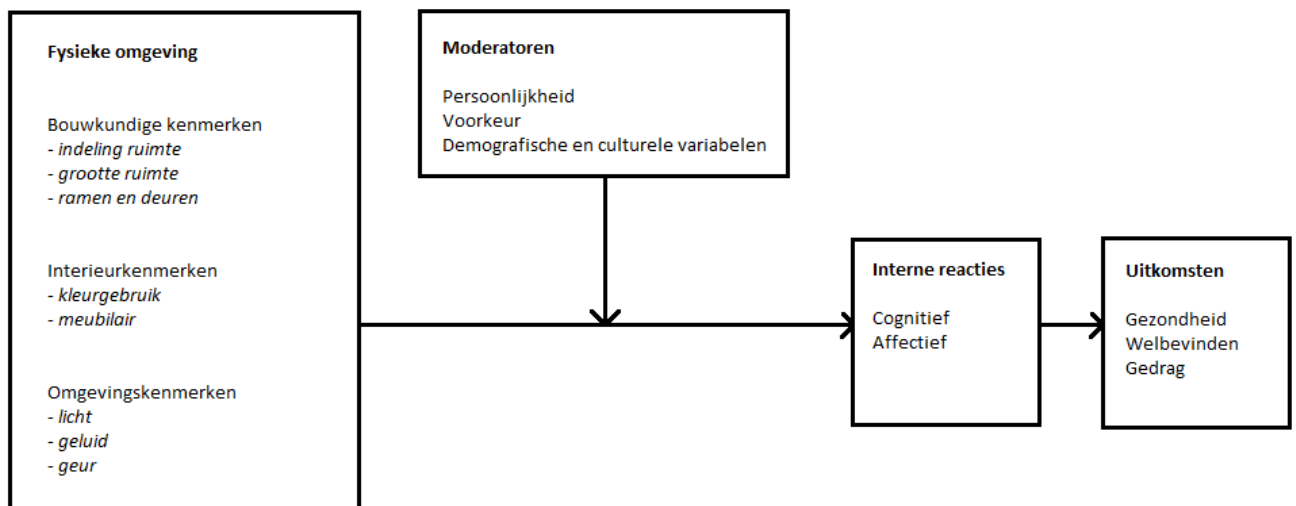 Fysieke omgeving
Bouwkundige kenmerken
- indeling ruimte
- grootte ruimte
- ramen en deuren
Interieurkenmerken
- kleurgebruik
- meubilair
Omgevingskenmerken
- licht
- geluid
- geur
Moderatoren
Persoonlijkheid
Voorkeur
Demografische en culturele variabelen
Interne reacties
Cognitief
Affectief
Uitkomsten
Gezondheid
Welbevinden
Gedrag